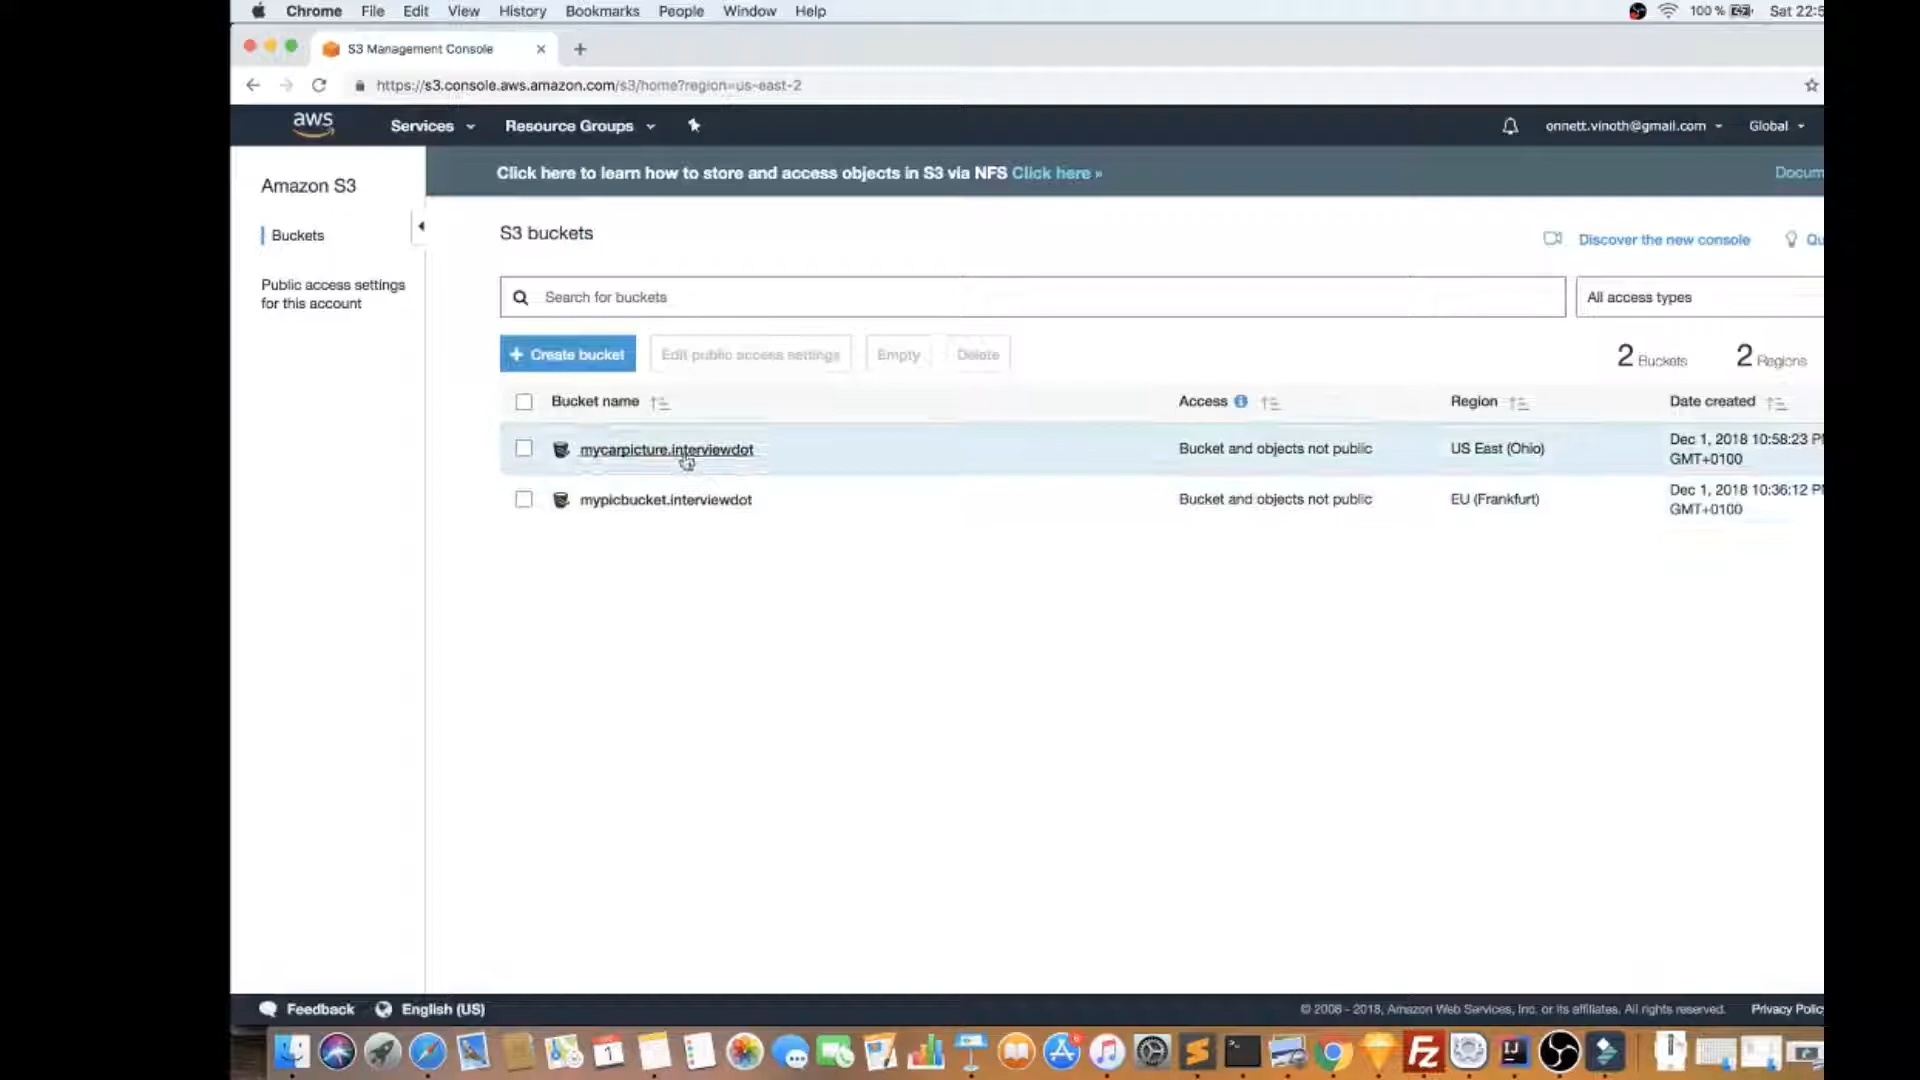 Chrome File Edit View History Bookmarks People Window Help 100 % Sat 22:5
S3 Management Console
https://s3.console.aws.amazon.com/s3/home?region=us-east-2
aws Services Resource Groups onnett.vinoth@gmail.com Global
Click here to learn how to store and access objects in S3 via NFS Click here » Docum
Amazon S3
Buckets
Public access settings
for this account
S3 buckets
Discover the new console Qu
Search for buckets All access types
+ Create bucket Edit public access settings Empty Delete 2 Buckets 2 Regions
Bucket name Access Region Date created
mycarpicture.interviewdot Bucket and objects not public US East (Ohio) Dec 1, 2018 10:58:23 P
GMT+0100
mypicbucket.interviewdot Bucket and objects not public EU (Frankfurt) Dec 1, 2018 10:36:12 P
GMT+0100
Feedback English (US) © 2008 - 2018, Amazon Web Services, Inc. or its affiliates. All rights reserved. Privacy Polic
1
Fz
IJ